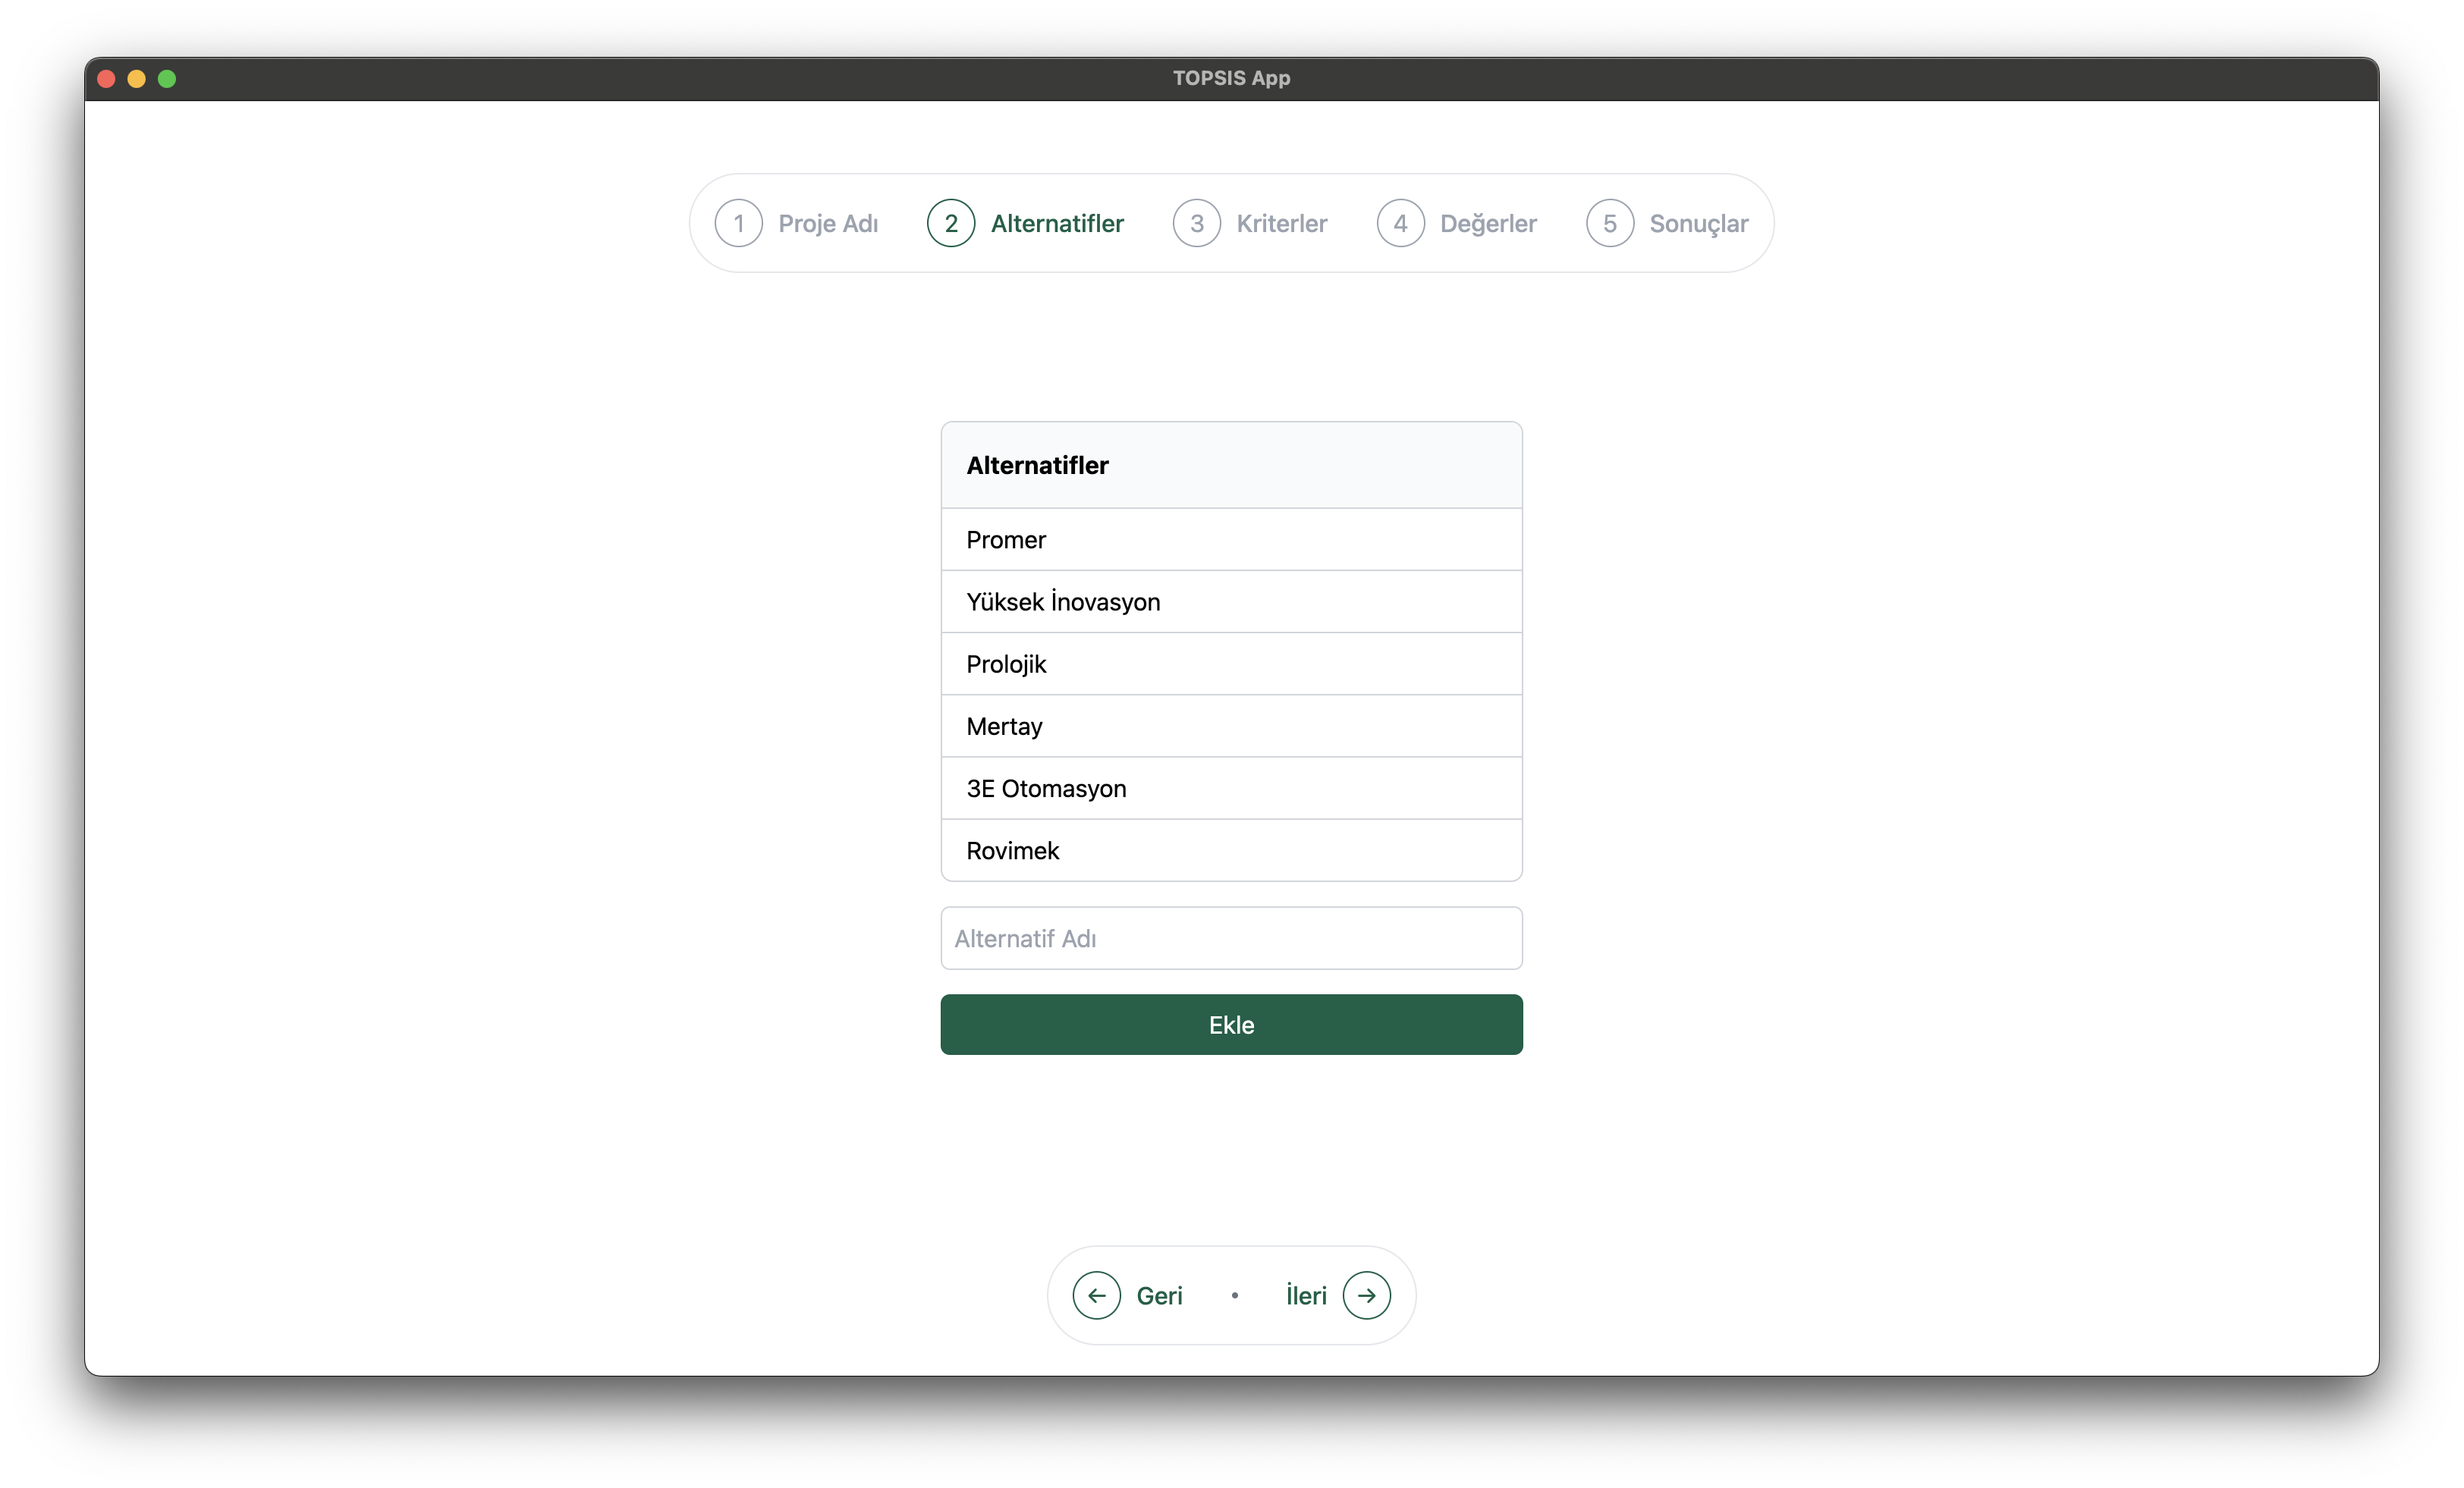 TOPSIS App
1 Proje Adı 2 Alternatifler 3 Kriterler 4 Değerler 5 Sonuçlar
Alternatifler
Promer
Yüksek İnovasyon
Prolojik
Mertay
3E Otomasyon
Rovimek
Alternatif Adı
Ekle
Geri • İleri